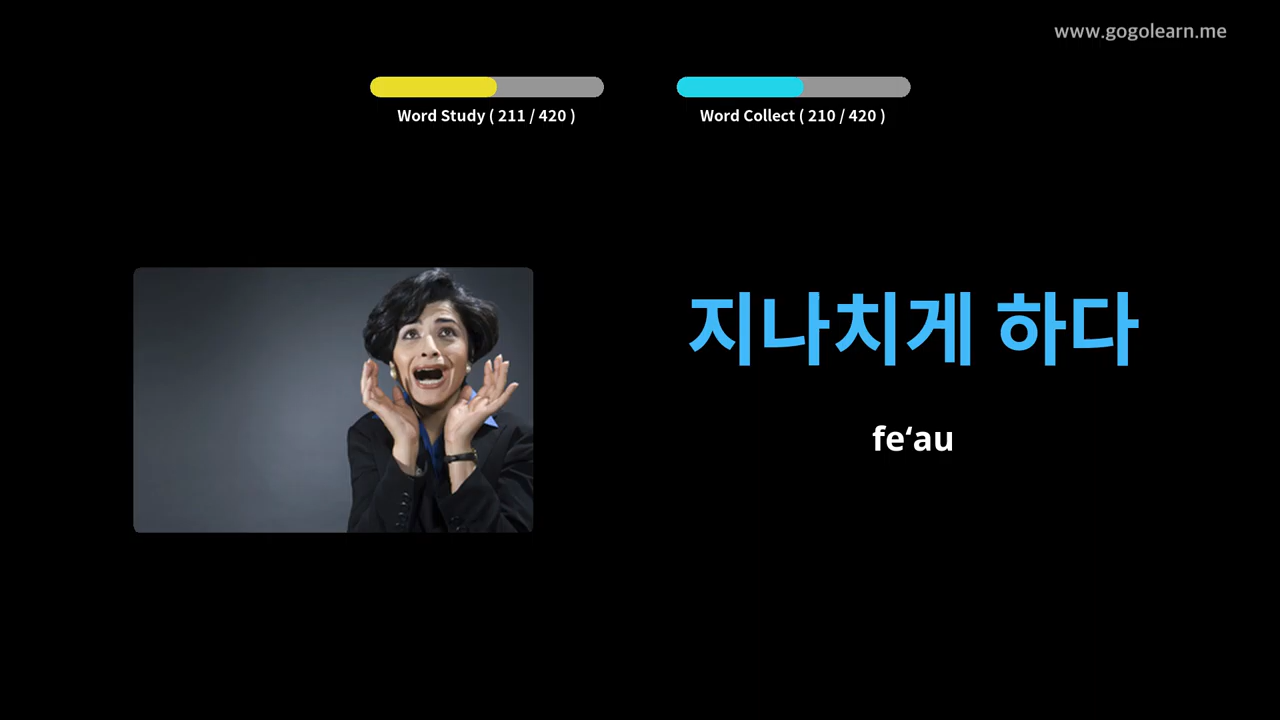 www.gogolearn.me
Word Study ( 211 / 420 )
Word Collect ( 210 / 420 )
지나치게 하다
fe‘au